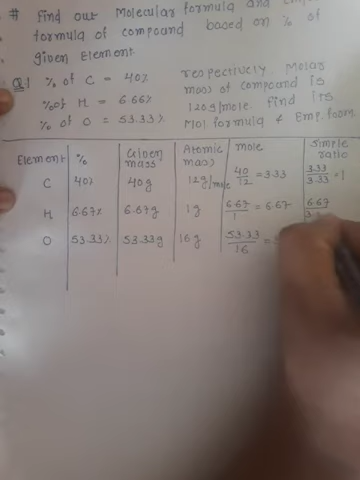 # Find out Molecular formula and
formula of compound based on % of
given Element
Q.1 % of C = 40% respectively Molar
mass of compound is
% of H = 6.66% 120g/mole. Find its
% of O = 53.33% Mol formula & Emp. form.
Element % Given mass Atomic mass mole Simple ratio
C 40% 40g 12g/mole 40/12 = 3.33 3.33/3.33 = 1
H 6.67% 6.67g 1g 6.67/1 = 6.67 6.67
O 53.33% 53.33g 16g 53.33/16 =